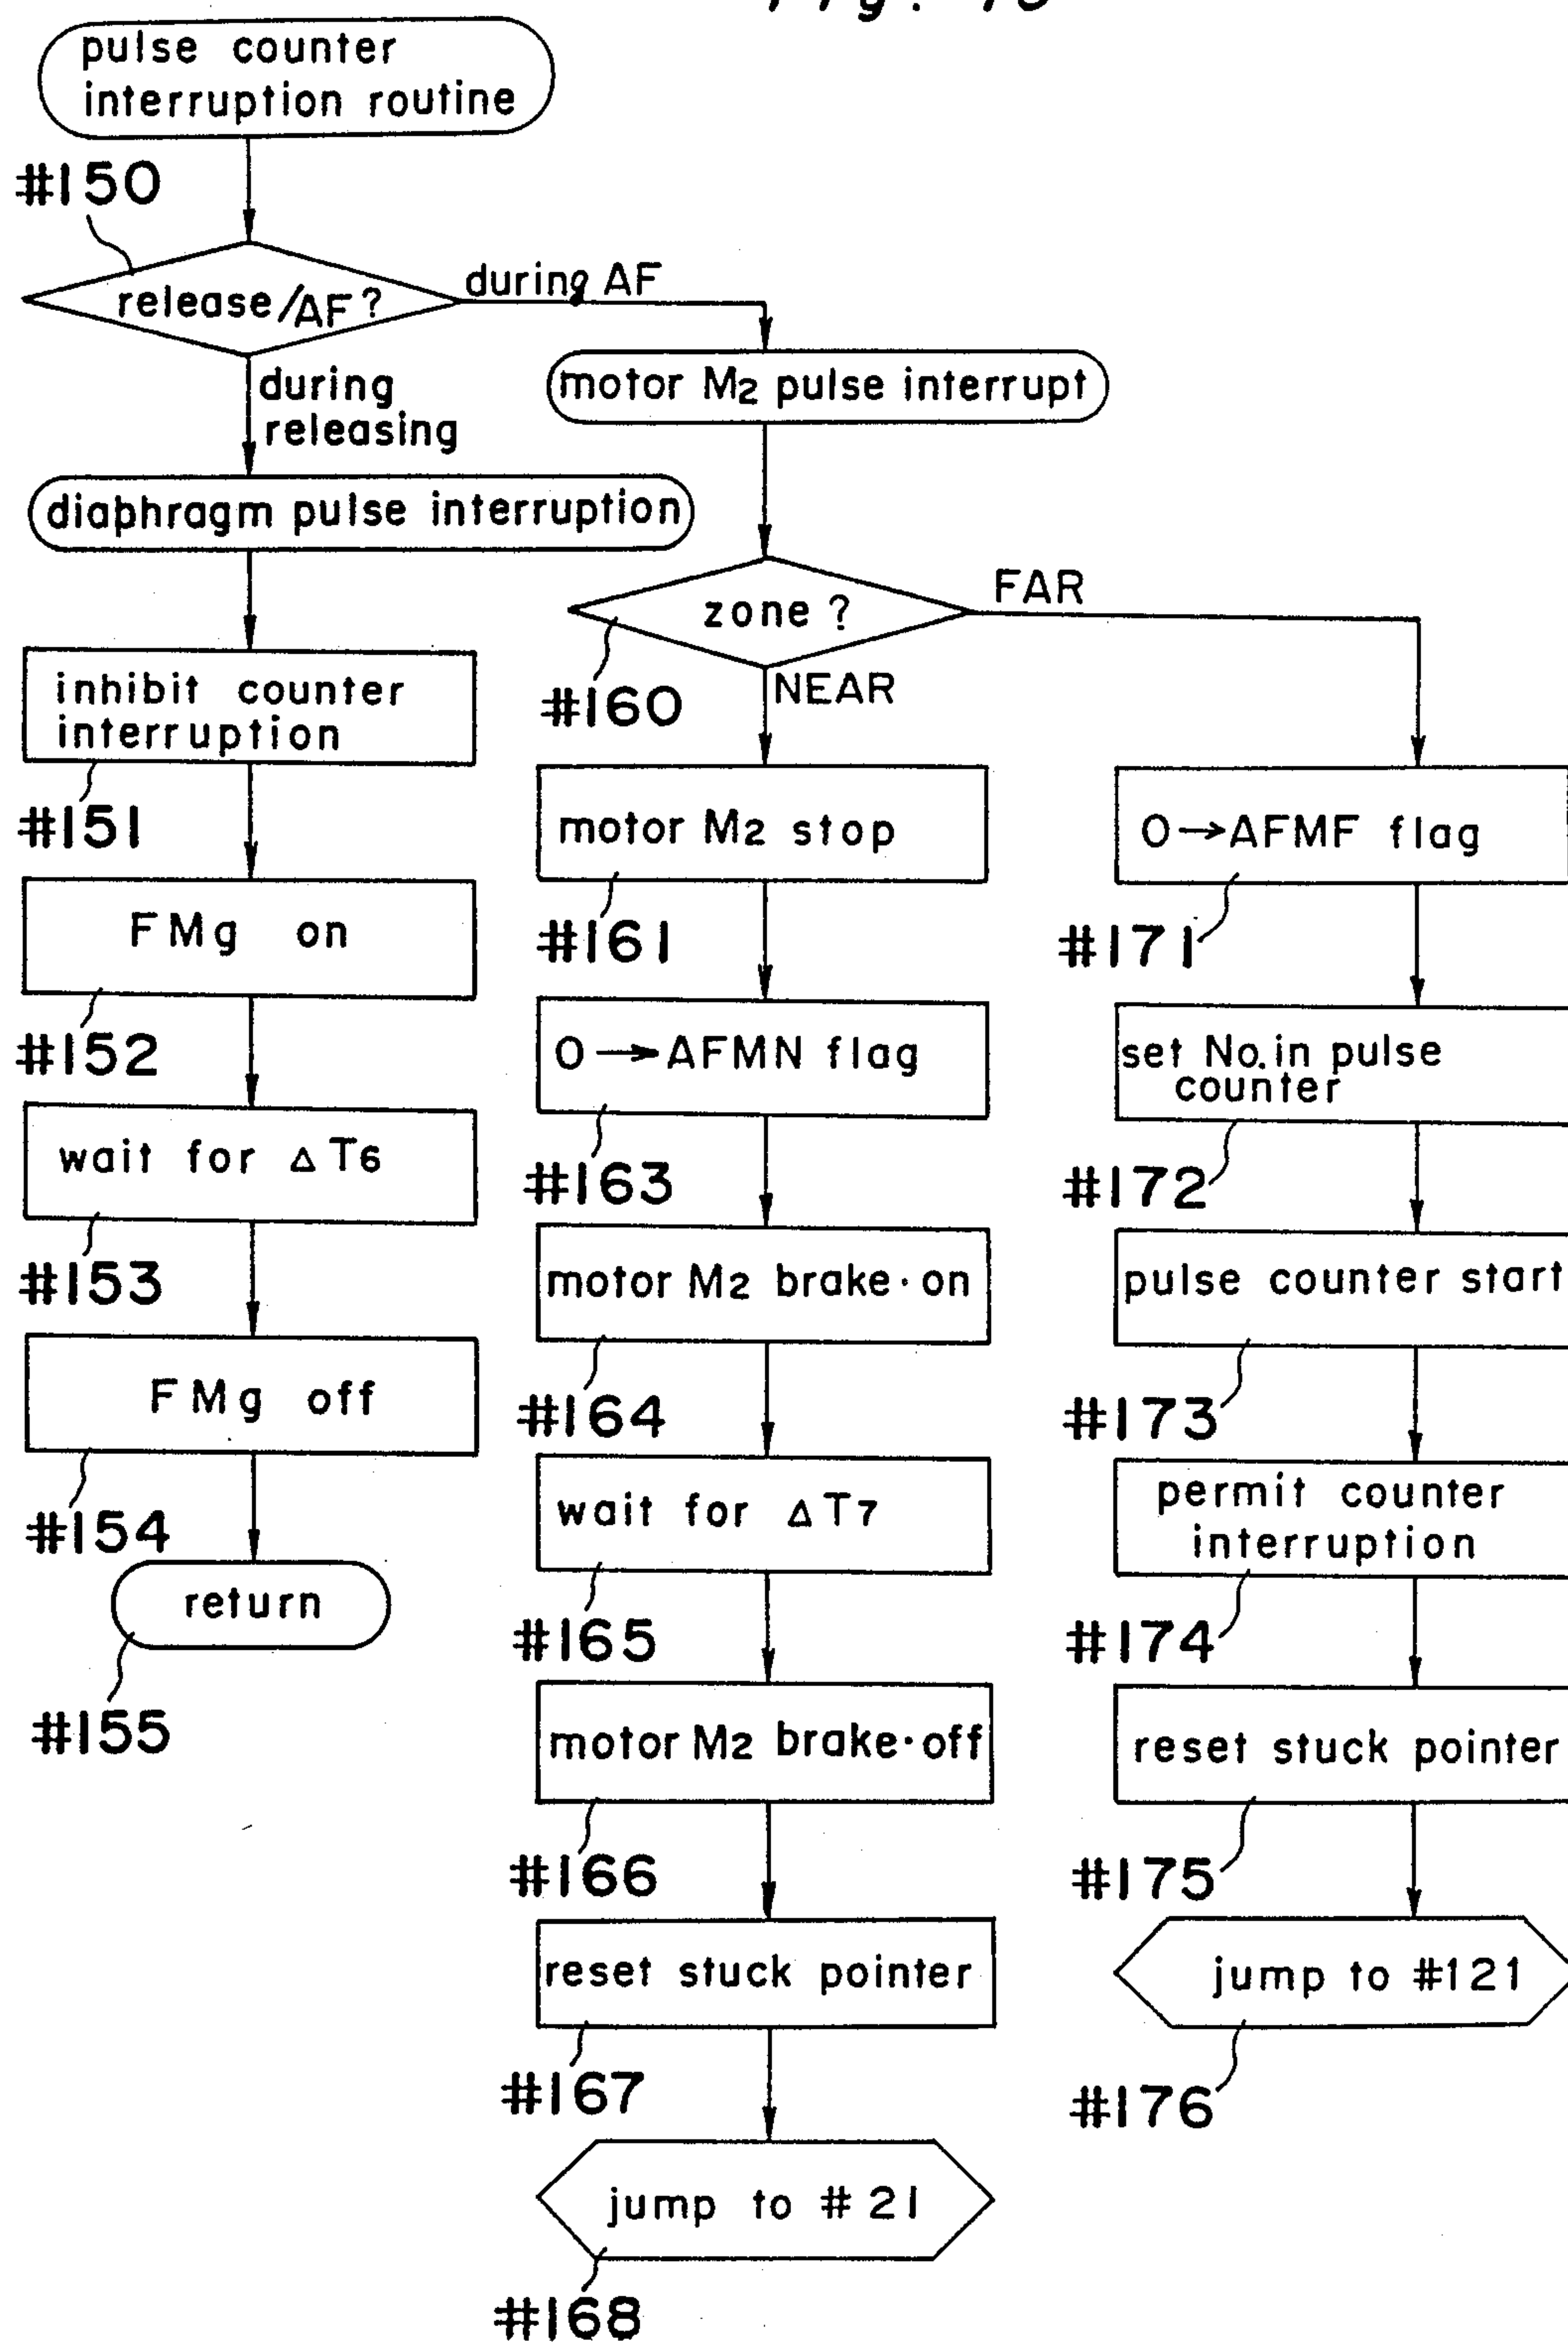 pulse counter
interruption routine
#150
release/AF?
during AF
during
releasing
diaphragm pulse interruption
inhibit counter
interruption
#151
FMg on
#152
wait for ΔT6
#153
FMg off
#154
return
#155
motor M2 pulse interrupt
zone?
FAR
#160
NEAR
motor M2 stop
#161
0→AFMN flag
#163
motor M2 brake·on
#164
wait for ΔT7
#165
motor M2 brake·off
#166
reset stuck pointer
#167
jump to #21
#168
0→AFMF flag
#171
set No. in pulse
counter
#172
pulse counter start
#173
permit counter
interruption
#174
reset stuck pointer
#175
jump to #121
#176